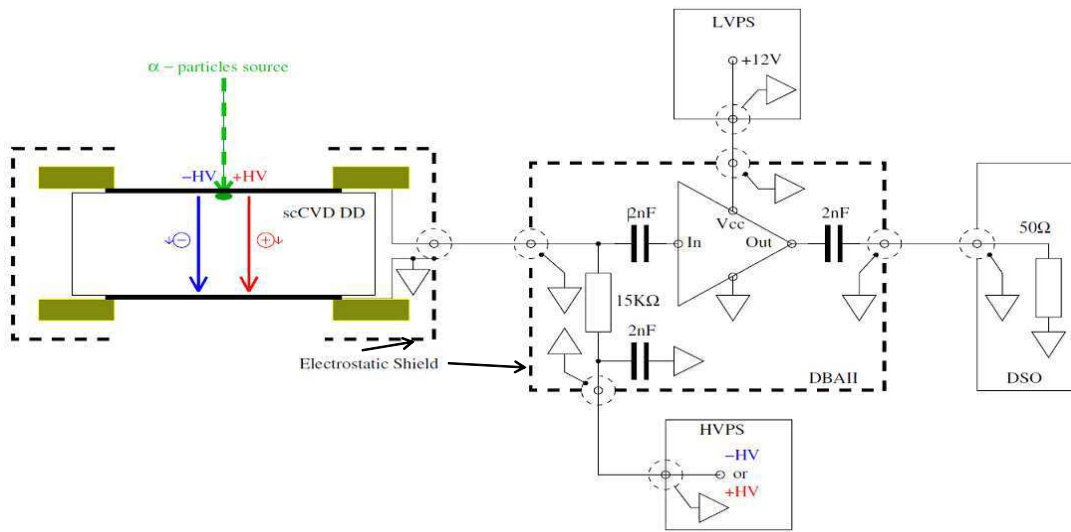 LVPS
+12V
α – particles source
−HV +HV
scCVD DD
−
+
2nF
Vcc
In
Out
2nF
50Ω
15KΩ
2nF
Electrostatic Shield
DBAII
DSO
HVPS
−HV
or
+HV